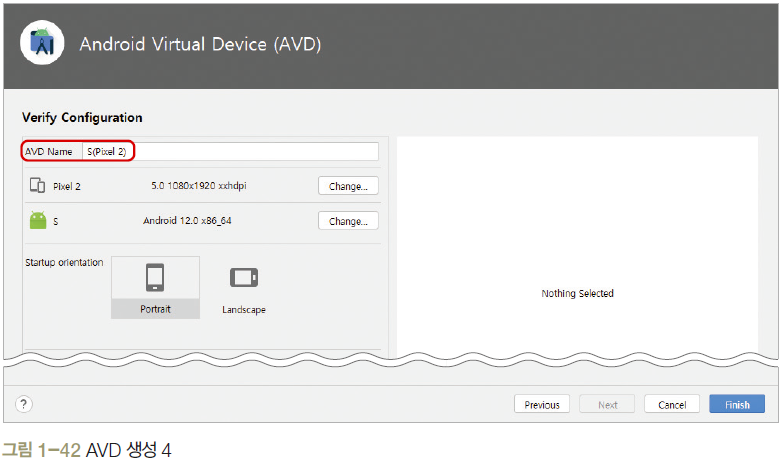 Android Virtual Device (AVD)
Verify Configuration
AVD Name S(Pixel 2)
Pixel 2 5.0 1080x1920 xxhdpi Change...
S Android 12.0 x86_64 Change...
Startup orientation
Portrait Landscape
Nothing Selected
? Previous Next Cancel Finish
그림 1-42 AVD 생성 4